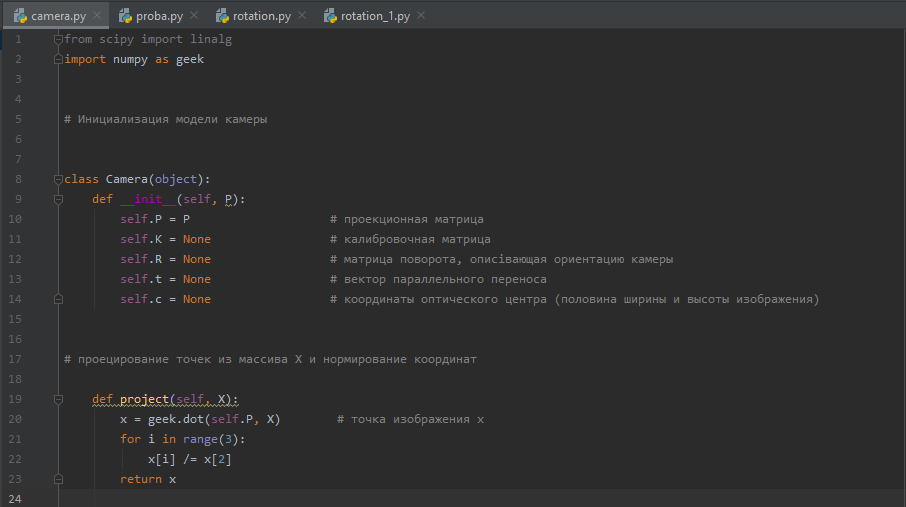 camera.py proba.py rotation.py rotation_1.py
1 from scipy import linalg
2 import numpy as geek
3
4
5 # Инициализация модели камеры
6
7
8 class Camera(object):
9     def __init__(self, P):
10         self.P = P                    # проекционная матрица
11         self.K = None                 # калибровочная матрица
12         self.R = None                 # матрица поворота, описівающая ориентацию камеры
13         self.t = None                 # вектор параллельного переноса
14         self.c = None                 # координаты оптического центра (половина ширины и высоты изображения)
15
16
17 # проецирование точек из массива X и нормирование координат
18
19     def project(self, X):
20         x = geek.dot(self.P, X)        # точка изображения x
21         for i in range(3):
22             x[i] /= x[2]
23         return x
24